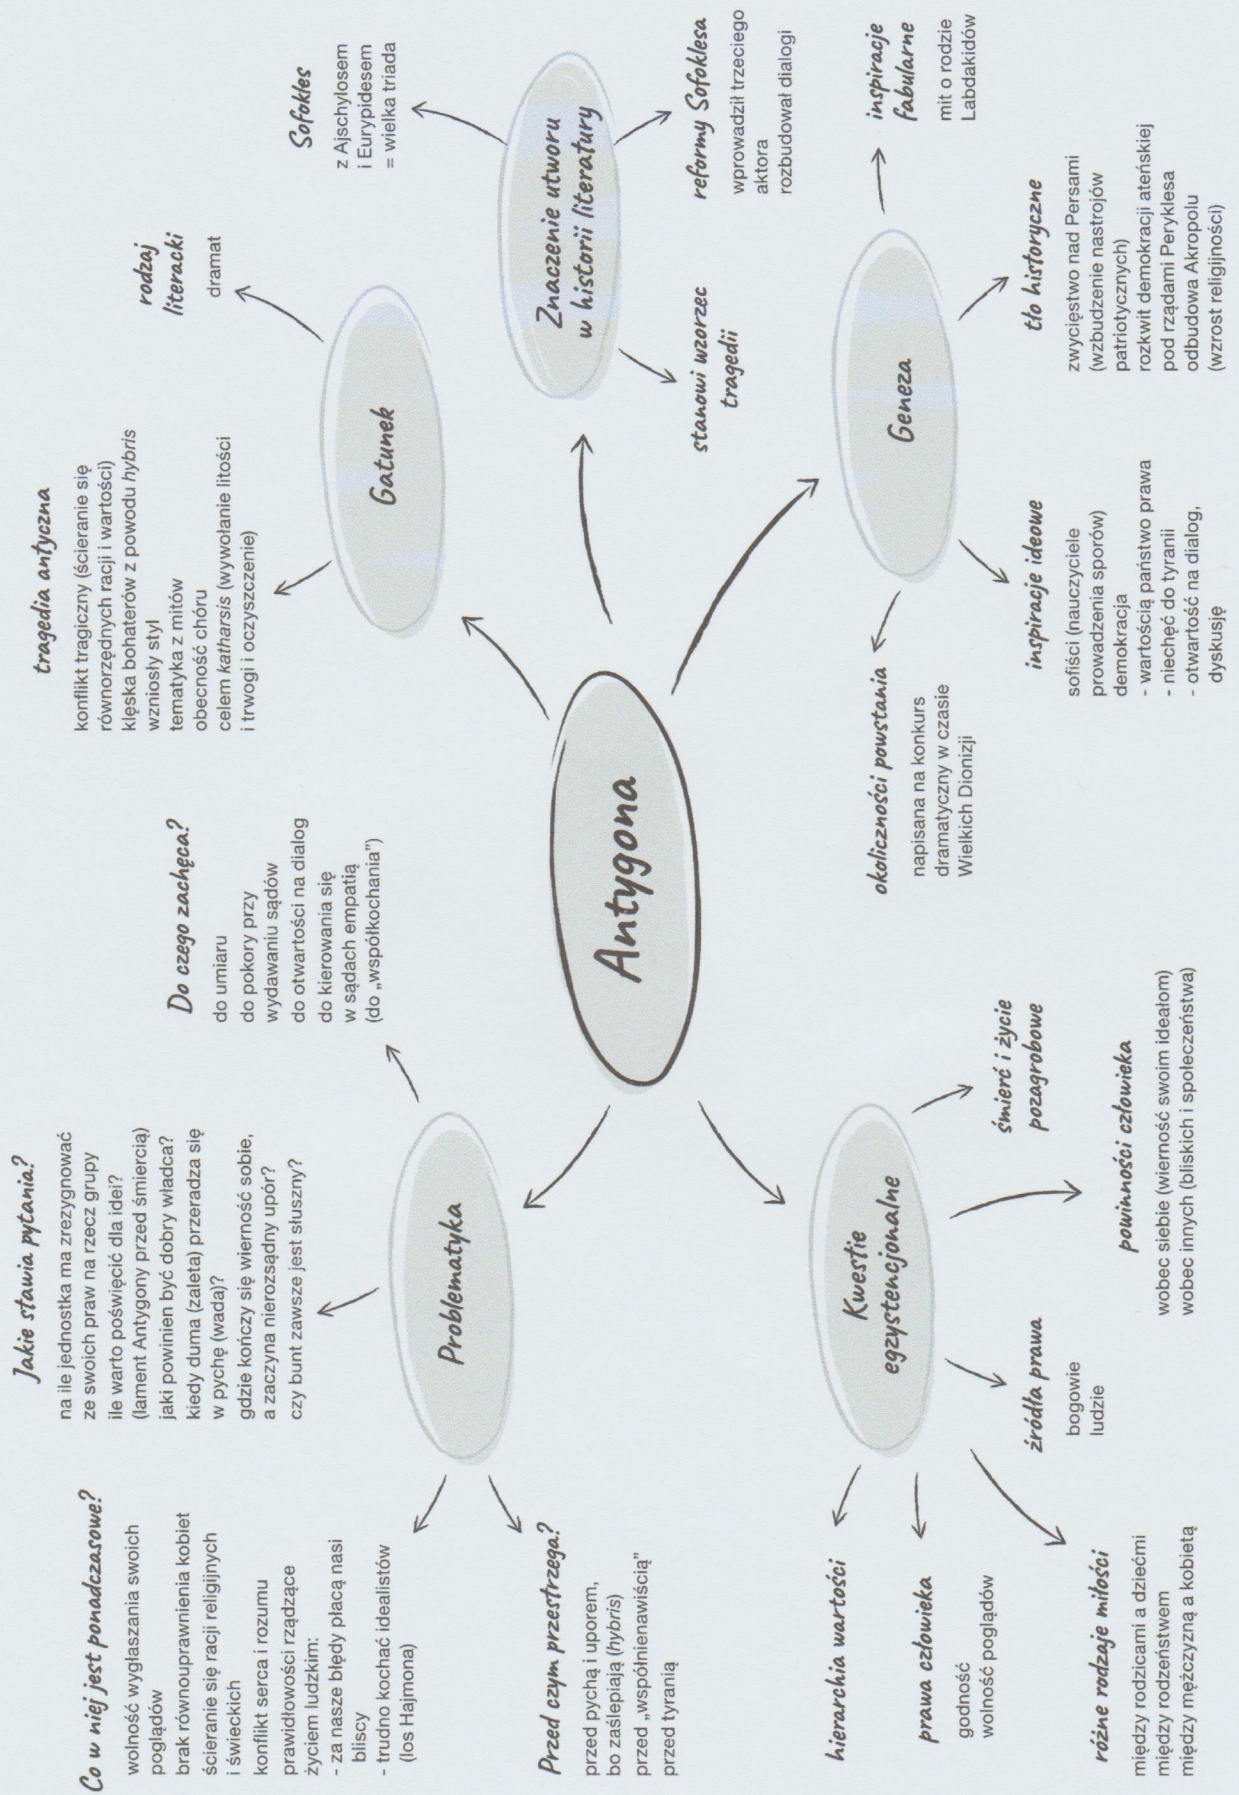 Antygona
Problematyka
Co w niej jest ponadczasowe?
wolność wygłaszania swoich
poglądów
brak równouprawnienia kobiet
ścieranie się racji religijnych
i świeckich
konflikt serca i rozumu
prawidłowości rządzące
życiem ludzkim:
- za nasze błędy płacą nasi
bliscy
- trudno kochać idealistów
(los Hajmona)
Jakie stawia pytania?
na ile jednostka ma zrezygnować
ze swoich praw na rzecz grupy
ile warto poświęcić dla idei?
(lament Antygony przed śmiercią)
jaki powinien być dobry władca?
kiedy duma (zaleta) przeradza się
w pychę (wada)?
gdzie kończy się wierność sobie,
a zaczyna nierozsądny upór?
czy bunt zawsze jest słuszny?
Do czego zachęca?
do umiaru
do pokory przy
wydawaniu sądów
do otwartości na dialog
do kierowania się
w sądach empatią
(do „współkochania”)
Przed czym przestrzega?
przed pychą i uporem,
bo zaślepiają (hybris)
przed „współnienawiścią”
przed tyranią
Gatunek
tragedia antyczna
konflikt tragiczny (ścieranie się
równorzędnych racji i wartości)
klęska bohaterów z powodu hybris
wzniosły styl
tematyka z mitów
obecność chóru
celem katharsis (wywołanie litości
i trwogi i oczyszczenie)
rodzaj
literacki
dramat
Znaczenie utworu
w historii literatury
Sofokles
z Ajschylosem
i Eurypidesem
= wielka triada
reformy Sofoklesa
wprowadził trzeciego
aktora
rozbudował dialogi
stanowi wzorzec
tragedii
Geneza
inspiracje
fabularne
mit o rodzie
Labdakidów
tło historyczne
zwycięstwo nad Persami
(wzbudzenie nastrojów
patriotycznych)
rozkwit demokracji ateńskiej
pod rządami Peryklesa
odbudowa Akropolu
(wzrost religijności)
inspiracje ideowe
sofiści (nauczyciele
prowadzenia sporów)
demokracja
- wartością państwo prawa
- niechęć do tyranii
- otwartość na dialog,
dyskusję
okoliczności powstania
napisana na konkurs
dramatyczny w czasie
Wielkich Dionizji
Kwestie
egzystencjonalne
hierarchia wartości
prawa człowieka
godność
wolność poglądów
różne rodzaje miłości
między rodzicami a dziećmi
między rodzeństwem
między mężczyzną a kobietą
źródła prawa
bogowie
ludzie
powinności człowieka
wobec siebie (wierność swoim ideałom)
wobec innych (bliskich i społeczeństwa)
śmierć i życie
pozagrobowe